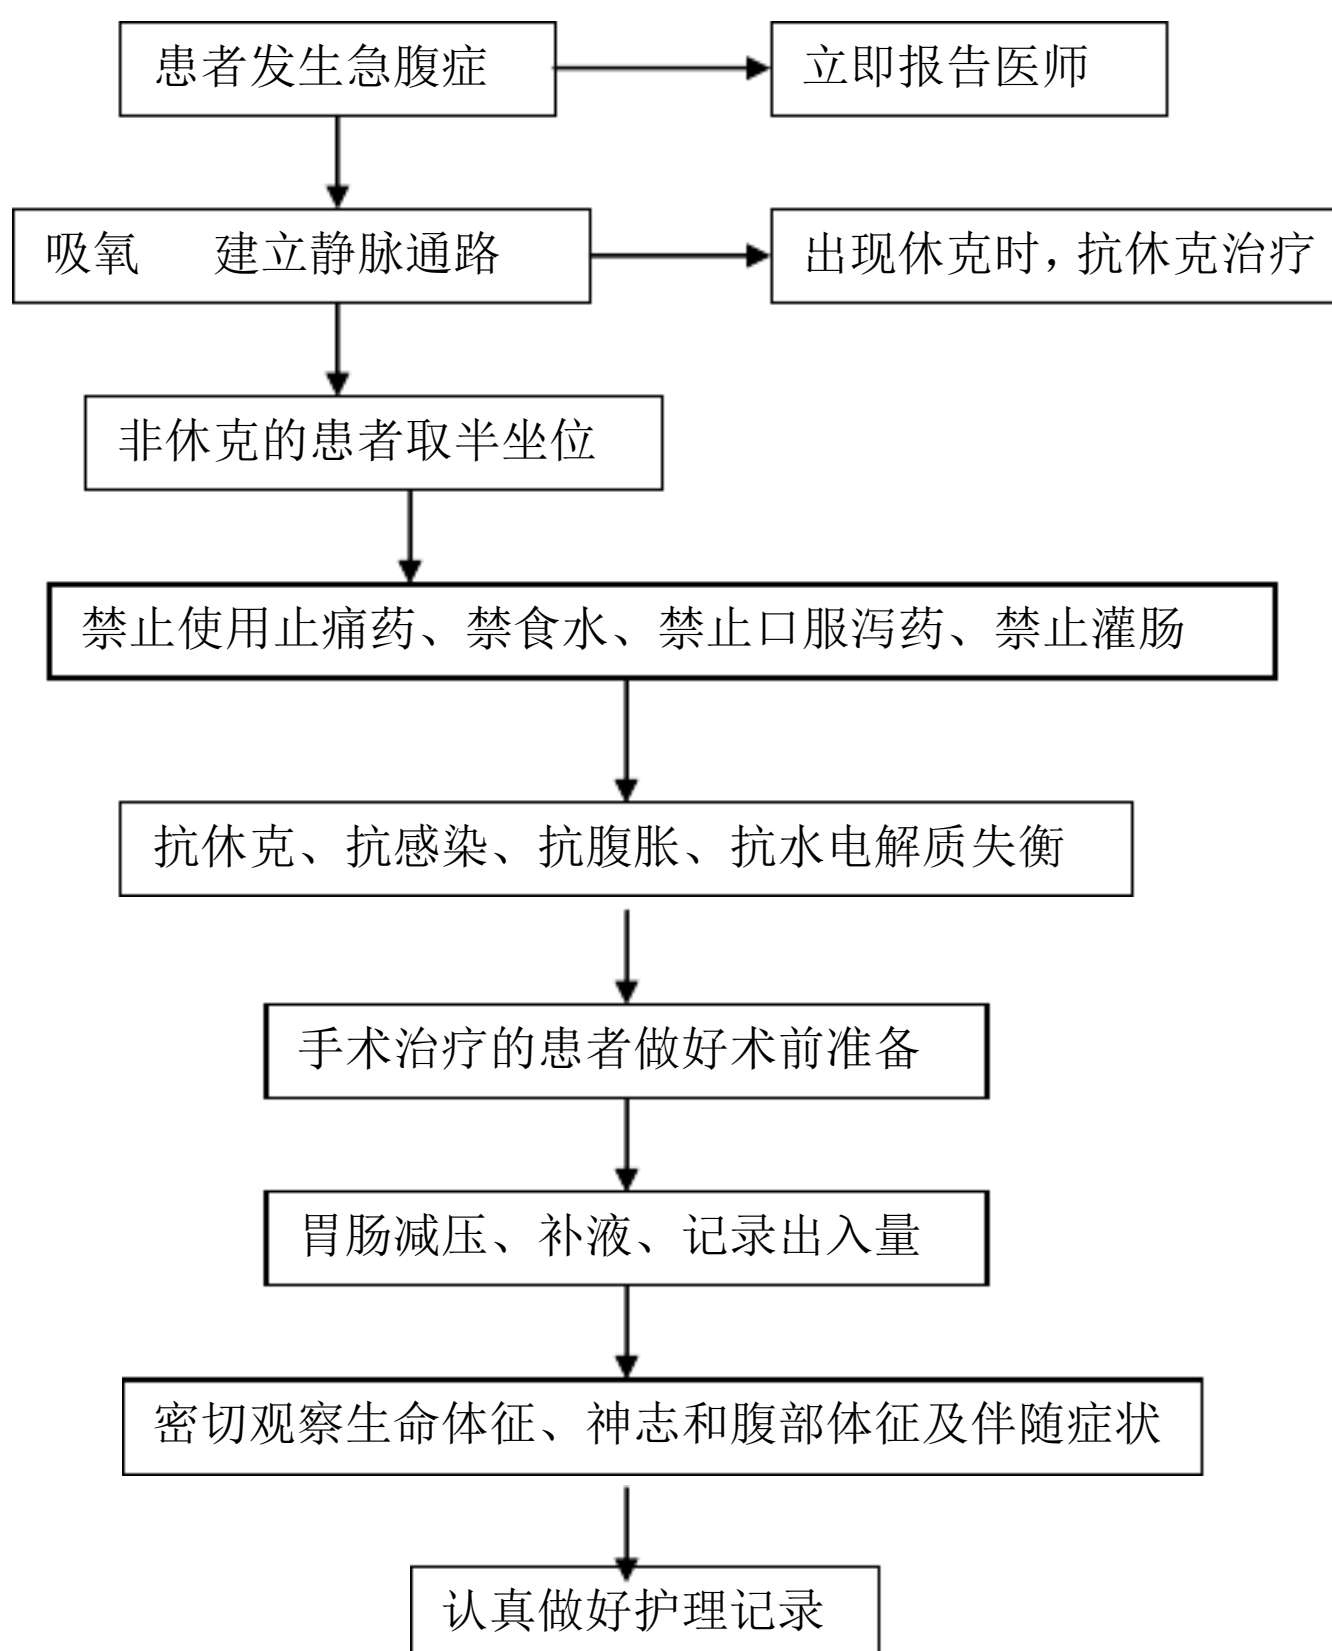 患者发生急腹症
立即报告医师
吸氧 建立静脉通路
出现休克时，抗休克治疗
非休克的患者取半坐位
禁止使用止痛药、禁食水、禁止口服泻药、禁止灌肠
抗休克、抗感染、抗腹胀、抗水电解质失衡
手术治疗的患者做好术前准备
胃肠减压、补液、记录出入量
密切观察生命体征、神志和腹部体征及伴随症状
认真做好护理记录